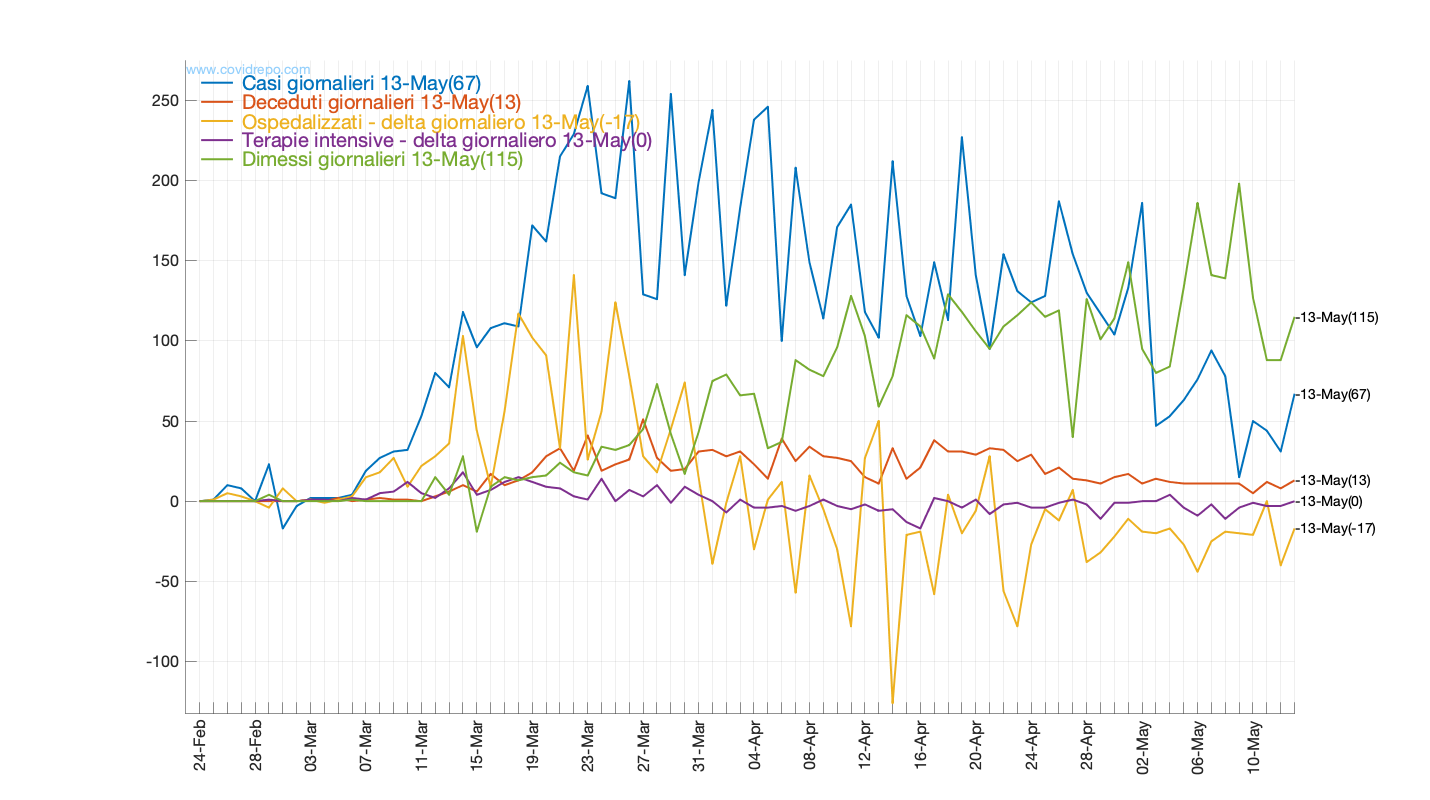 www.covidrepo.com
Casi giornalieri 13-May(67)
Deceduti giornalieri 13-May(13)
Ospedalizzati - delta giornaliero 13-May(-17)
Terapie intensive - delta giornaliero 13-May(0)
Dimessi giornalieri 13-May(115)
250
200
150
100
50
0
-50
-100
13-May(115)
13-May(67)
13-May(13)
13-May(0)
13-May(-17)
24-Feb
28-Feb
03-Mar
07-Mar
11-Mar
15-Mar
19-Mar
23-Mar
27-Mar
31-Mar
04-Apr
08-Apr
12-Apr
16-Apr
20-Apr
24-Apr
28-Apr
02-May
06-May
10-May